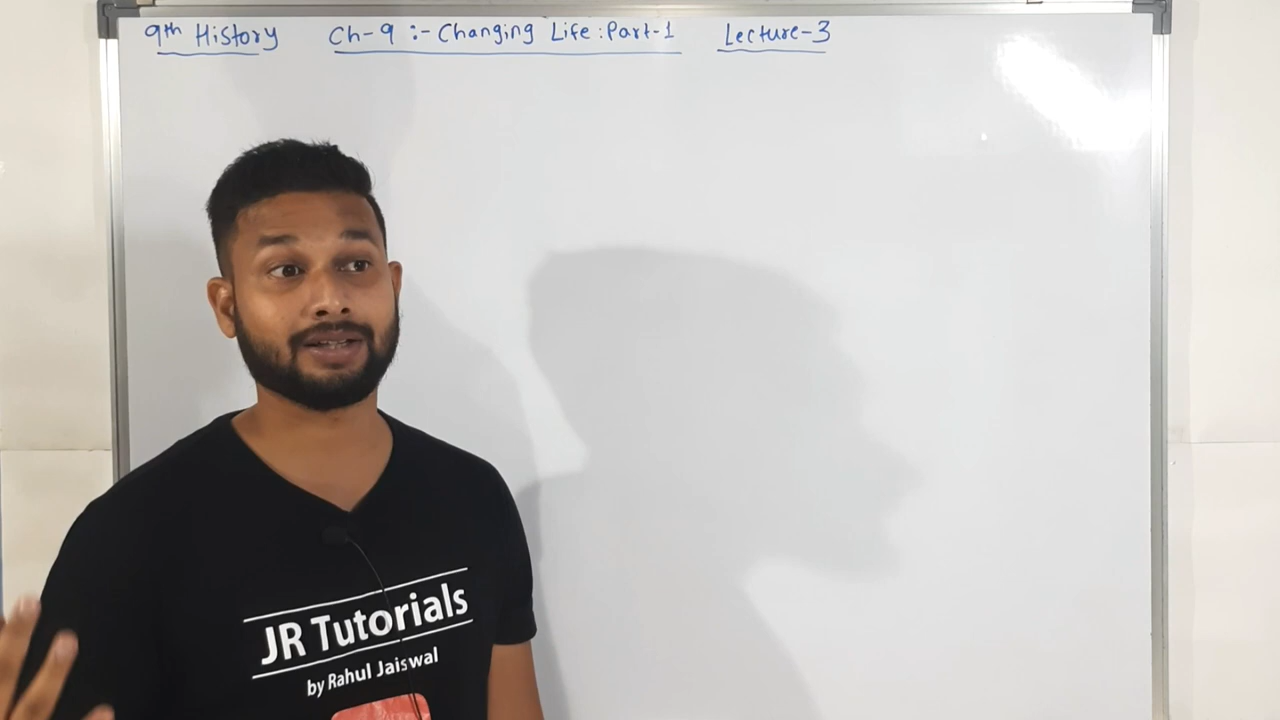 9th History Ch-9 :- Changing Life : Part-1 Lecture-3
JR Tutorials
by Rahul Jaiswal